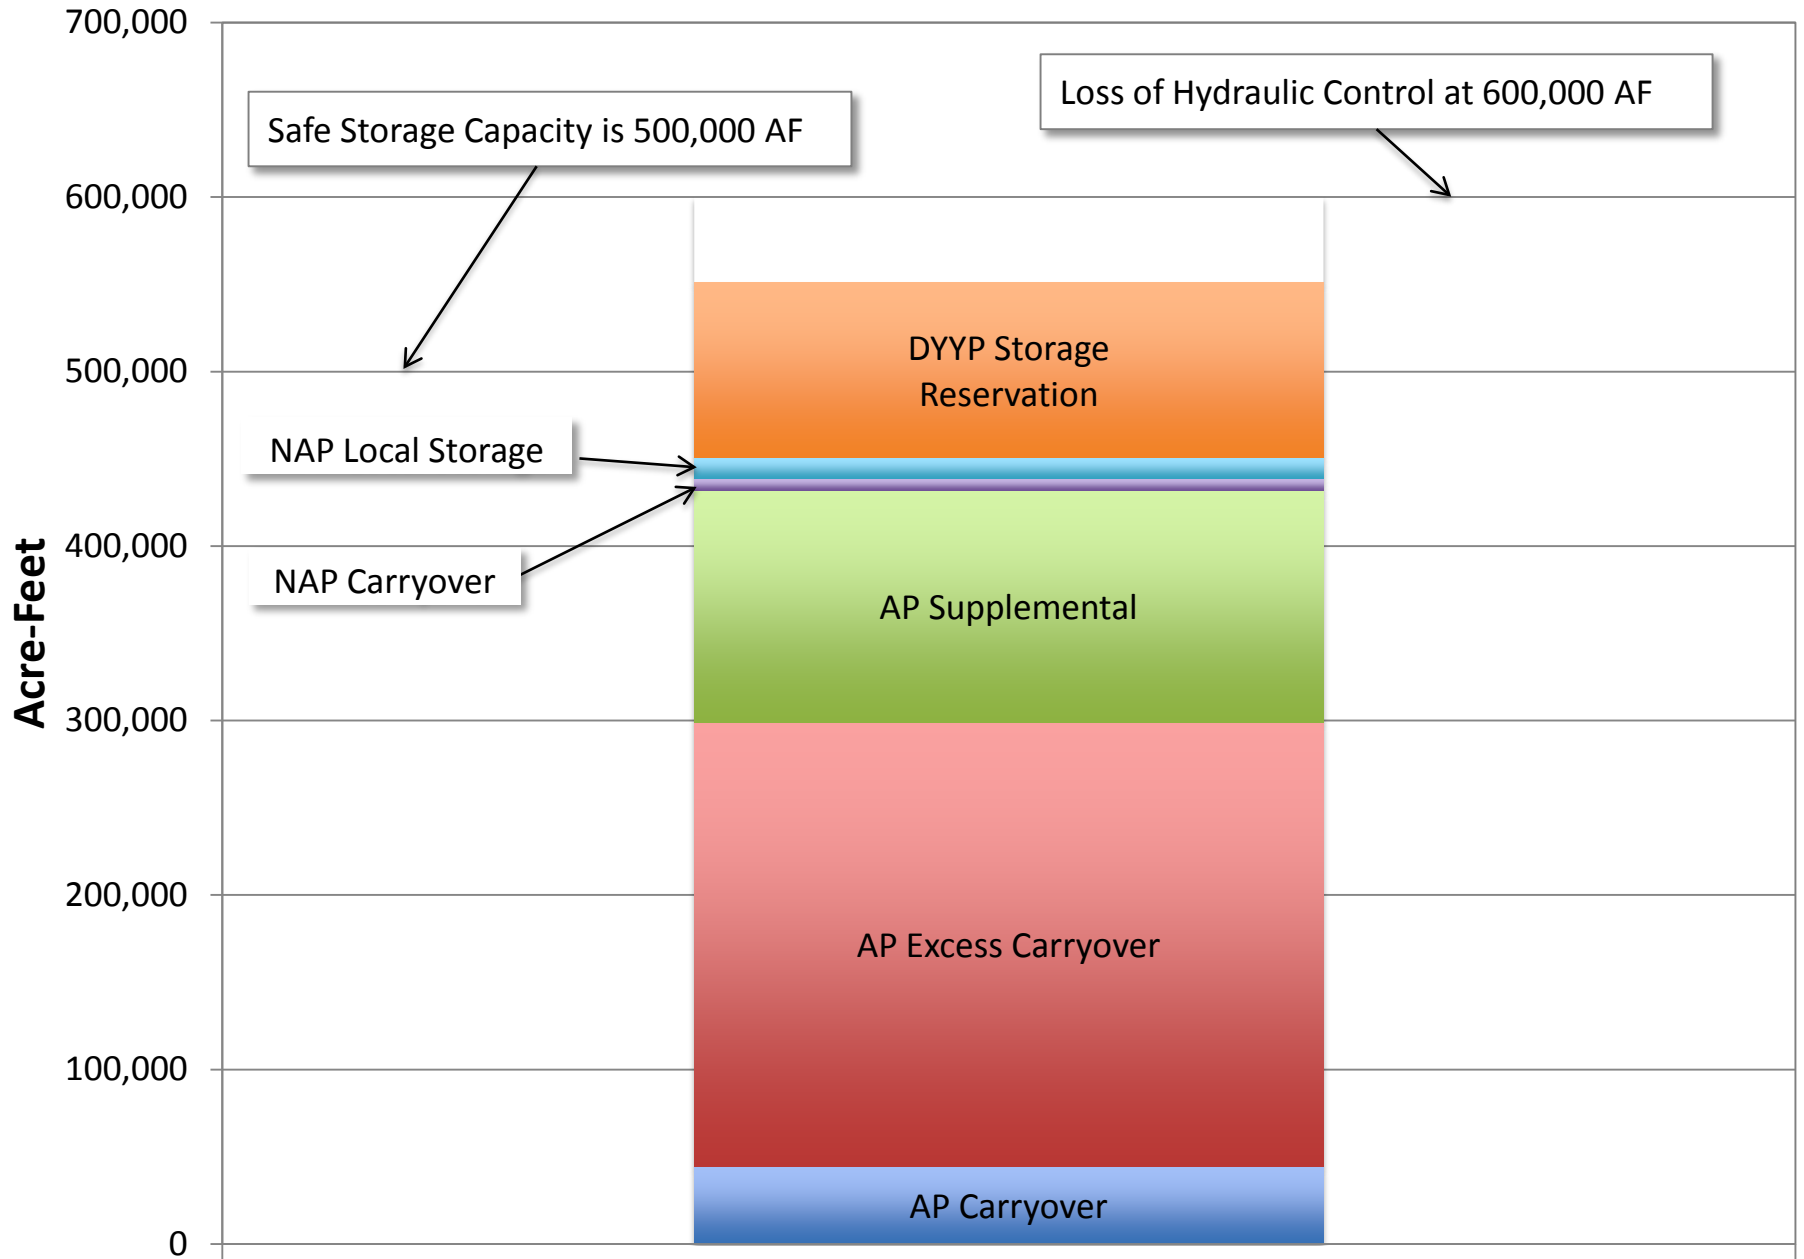 700,000
Loss of Hydraulic Control at 600,000 AF
Safe Storage Capacity is 500,000 AF
600,000
DYYP Storage
Reservation
500,000
NAP Local Storage
400,000
NAP Carryover
AP Supplemental
Acre-Feet
300,000
200,000
AP Excess Carryover
100,000
AP Carryover
0